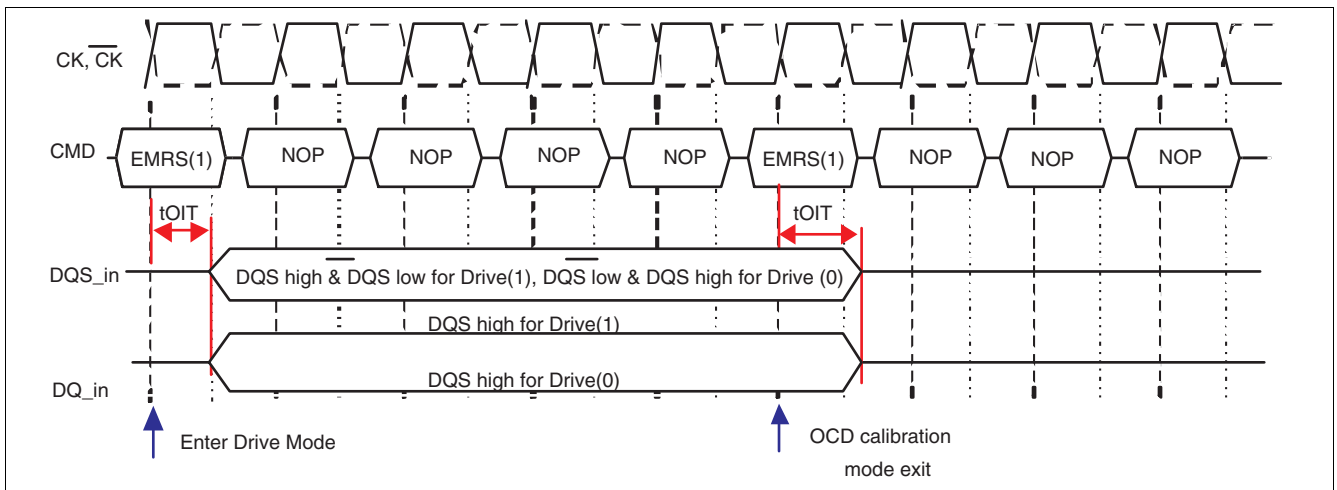 CK, C̅K̅
CMD
EMRS(1) NOP NOP NOP NOP EMRS(1) NOP NOP NOP
tOIT tOIT
DQS_in
DQS high & DQS low for Drive(1), DQS low & DQS high for Drive (0)
DQS high for Drive(1)
DQS high for Drive(0)
DQ_in
Enter Drive Mode
OCD calibration
mode exit